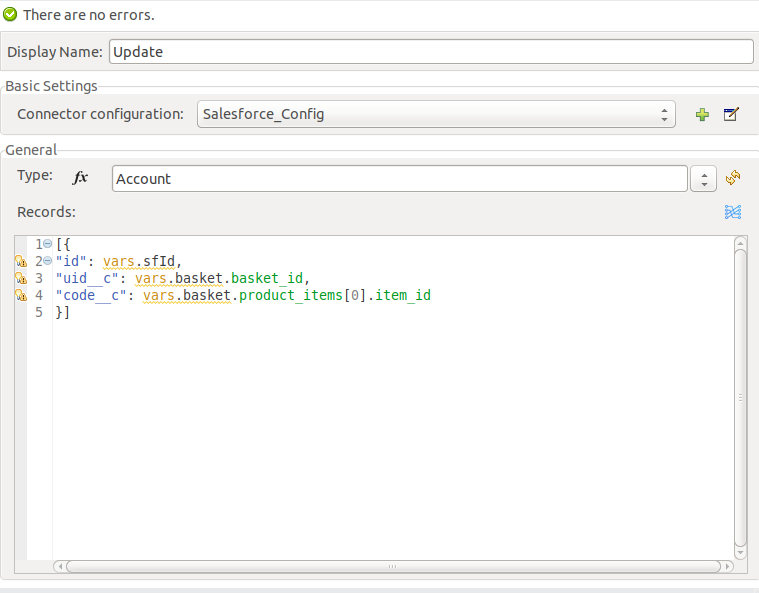 There are no errors.
Display Name: Update
Basic Settings
Connector configuration: Salesforce_Config
General
Type: fx Account
Records:
1 [{
2 "id": vars.sfId,
3 "uid__c": vars.basket.basket_id,
4 "code__c": vars.basket.product_items[0].item_id
5 }]